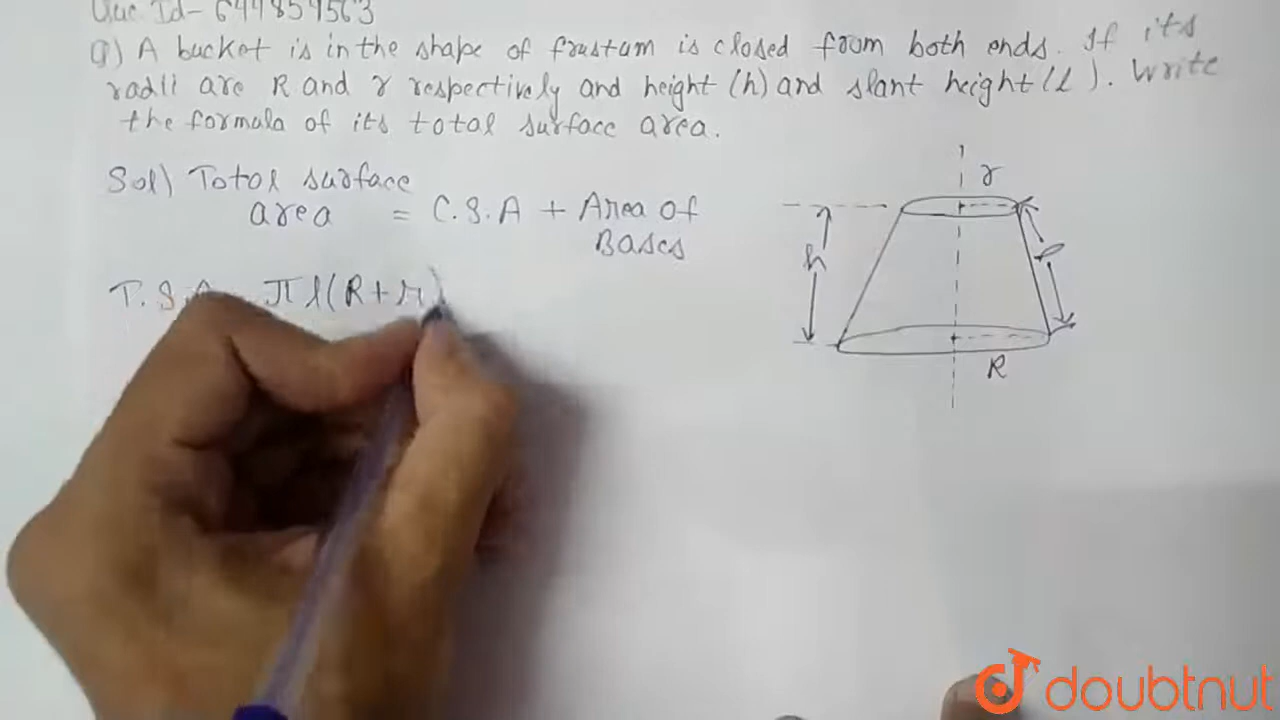 Q) A bucket is in the shape of frustum is closed from both ends. If its
radii are R and r respectively and height (h) and slant height (l). Write
the formula of its total surface area.
Sol) Total surface
area = C.S.A + Area of
Bases
T.S.A πl(R+r)
r
h
l
R
doubtnut